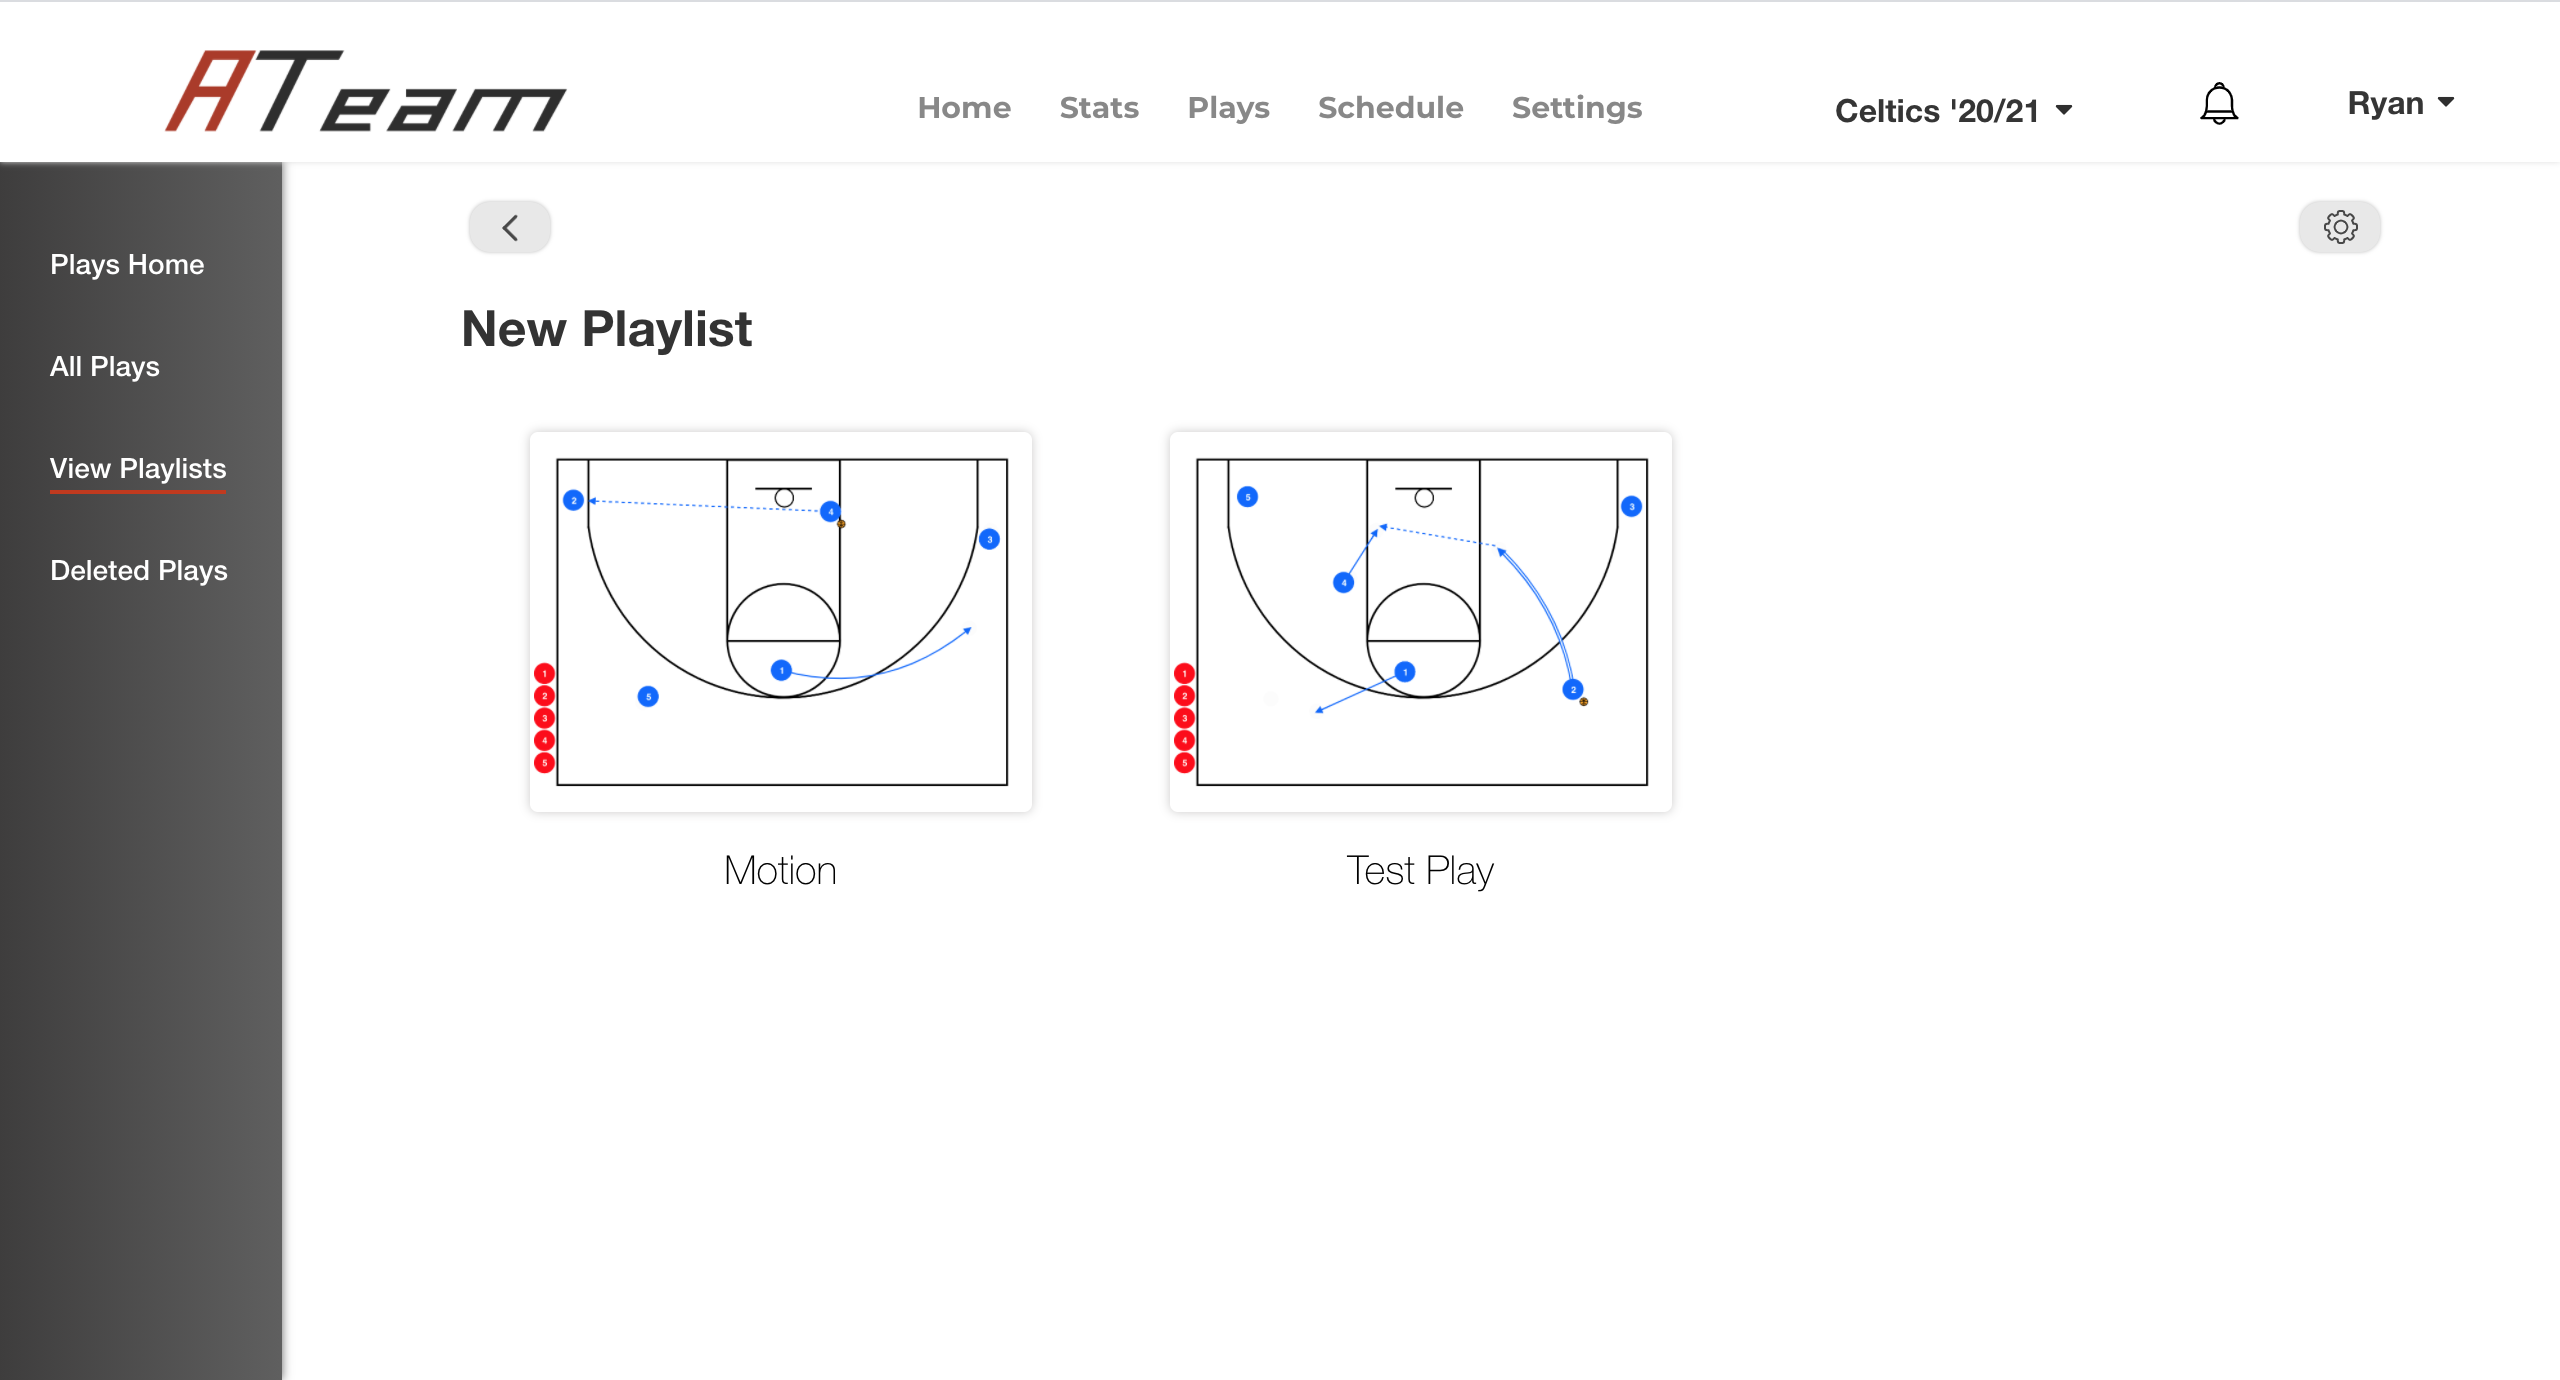 ATeam
Home Stats Plays Schedule Settings Celtics '20/21 Ryan
Plays Home
All Plays
View Playlists
Deleted Plays
New Playlist
2
4
3
1
5
1
2
3
4
5
Motion
5
3
4
1
2
1
2
3
4
5
Test Play